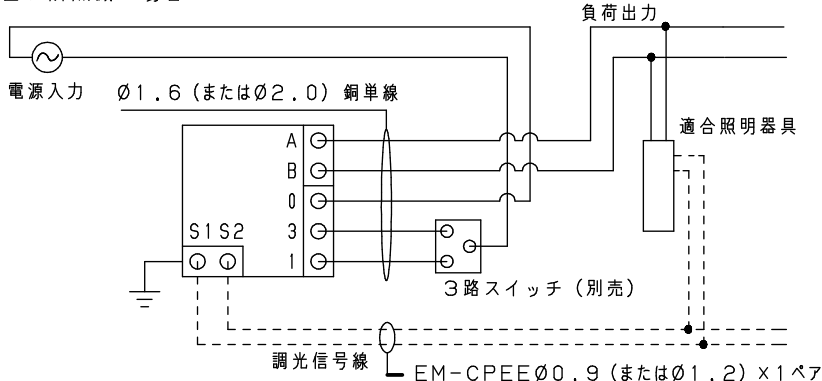 負荷出力
電源入力
Ø1.6(またはØ2.0)銅単線
適合照明器具
A
B
0
3
1
S1 S2
3路スイッチ(別売)
調光信号線
EM-CPEEØ0.9(またはØ1.2)×1ペア